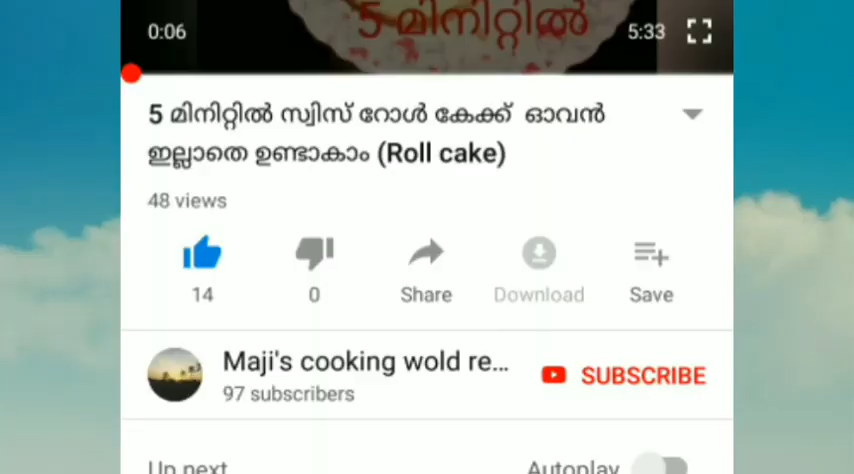 5 മിനിറ്റിൽ
0:06
5:33
5 മിനിറ്റിൽ സ്വിസ് റോൾ കേക്ക് ഓവൻ
ഇല്ലാതെ ഉണ്ടാകാം (Roll cake)
48 views
14
0
Share
Download
Save
Maji's cooking wold re...
SUBSCRIBE
97 subscribers
Up next
Autoplay